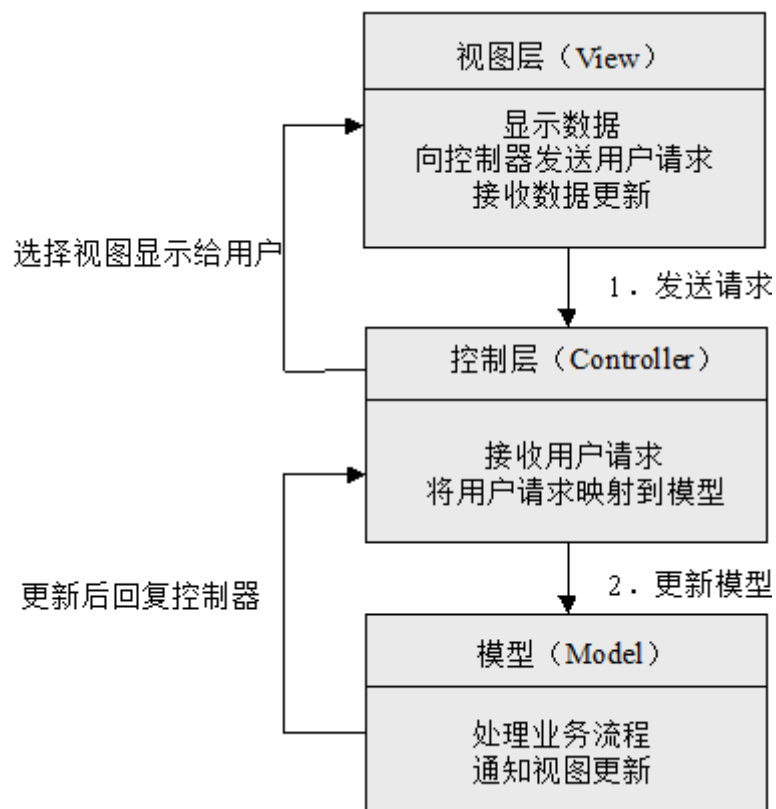 视图层（View）
显示数据
向控制器发送用户请求
接收数据更新
选择视图显示给用户
1．发送请求
控制层（Controller）
接收用户请求
将用户请求映射到模型
更新后回复控制器
2．更新模型
模型（Model）
处理业务流程
通知视图更新